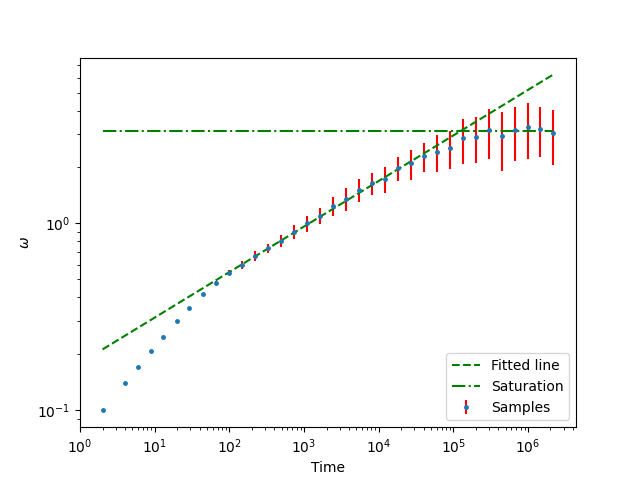 ω
10⁰
10⁻¹
10⁰ 10¹ 10² 10³ 10⁴ 10⁵ 10⁶
Time
Fitted line
Saturation
Samples